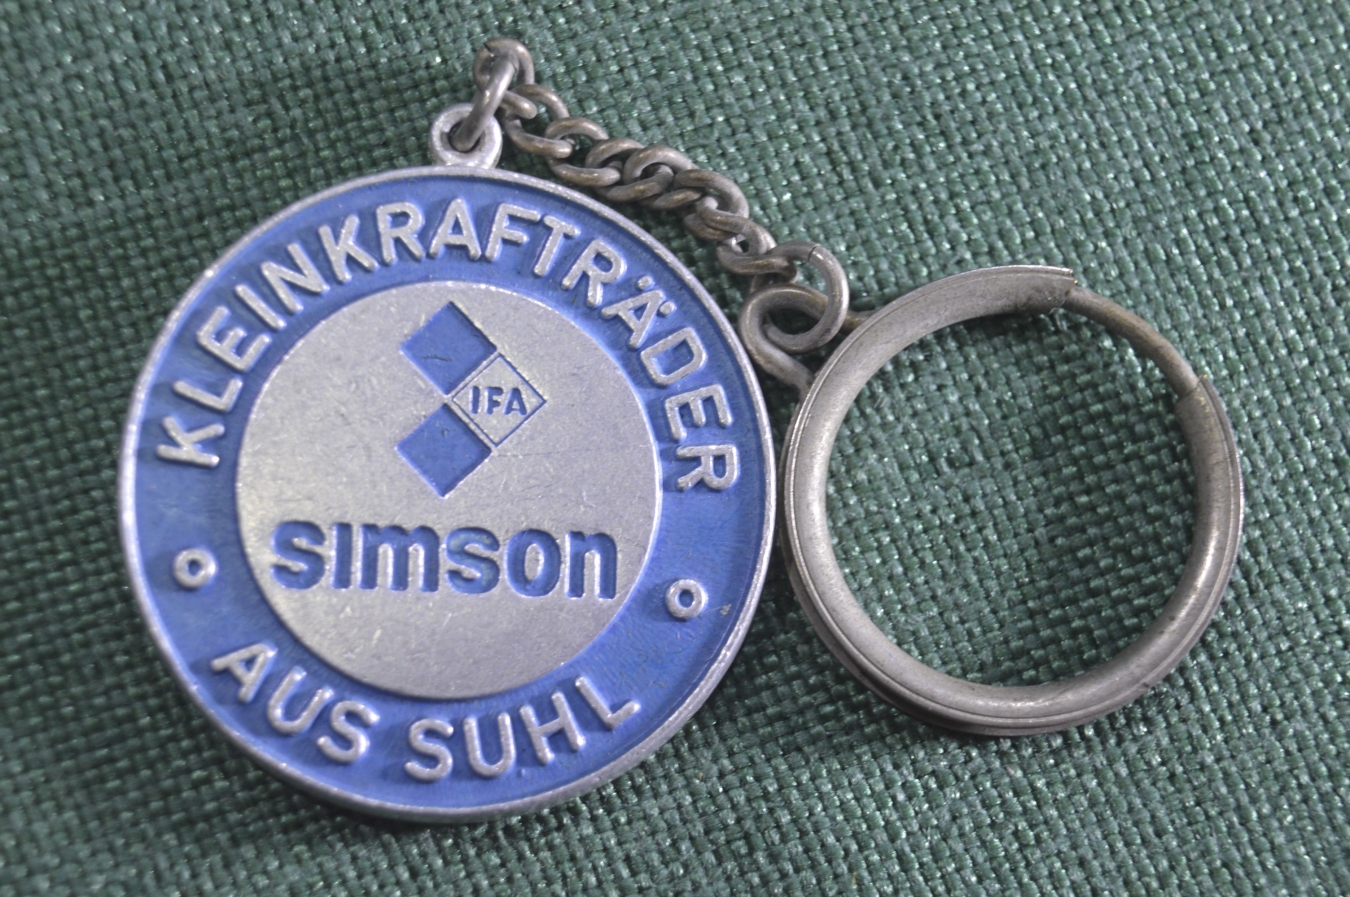 KLEINKRAFTRÄDER
IFA
simson
AUS SUHL